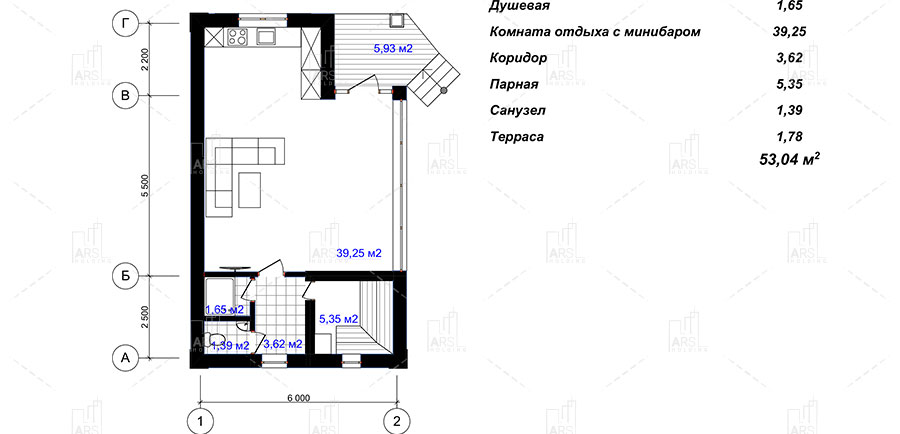 Душевая 1,65
Комната отдыха с минибаром 39,25
Коридор 3,62
Парная 5,35
Санузел 1,39
Терраса 1,78
53,04 м2
Г
В
Б
А
2 200
5 500
2 500
5,93 м2
39,25 м2
1,65 м2
5,35 м2
1,39 м2
3,62 м2
6 000
1
2
ARS
HOLDING